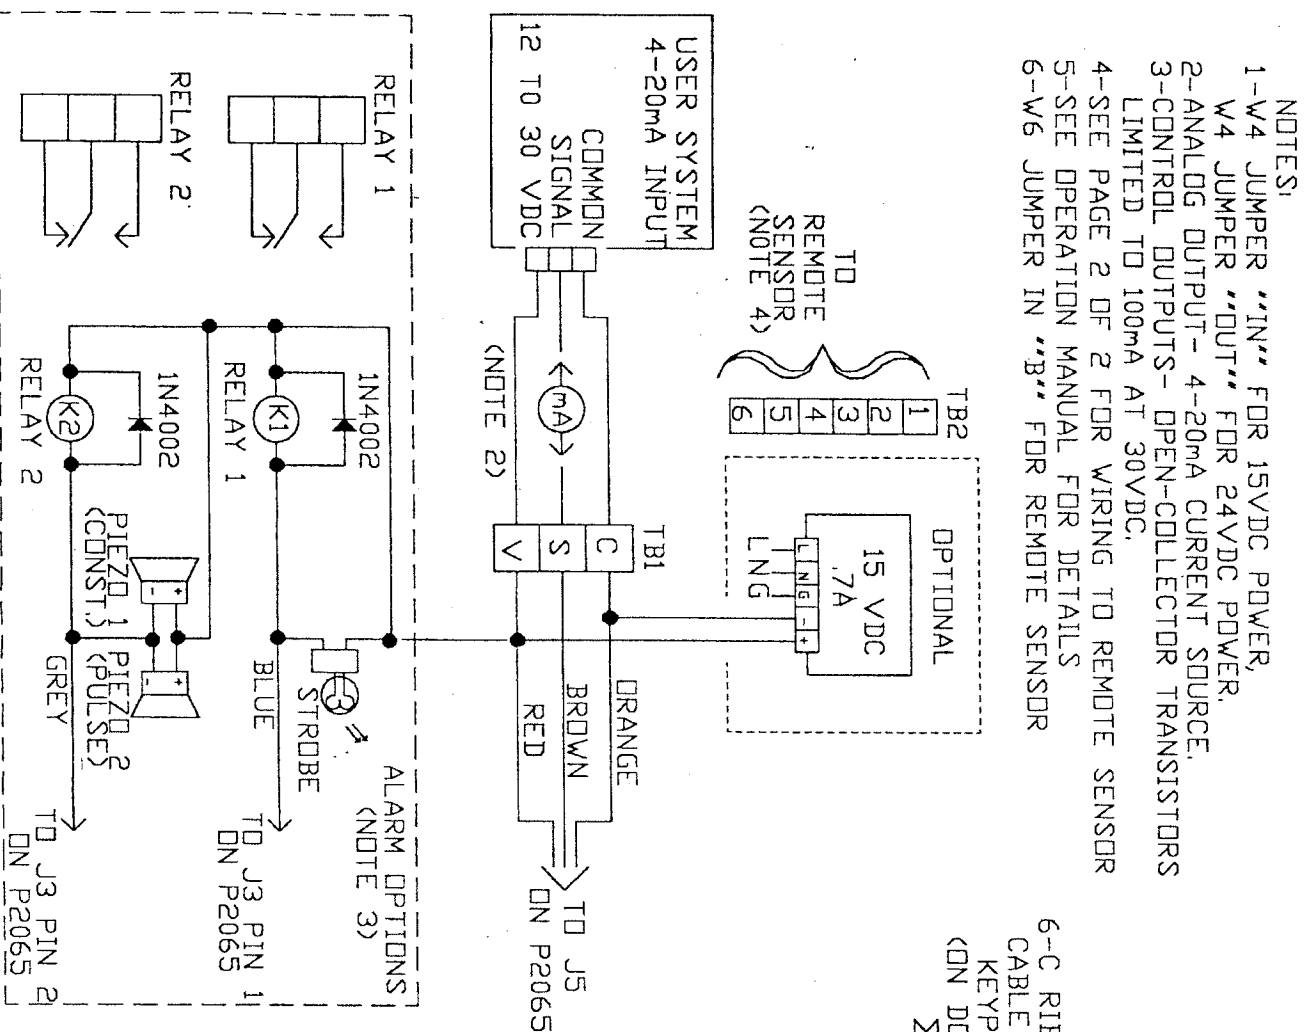 NOTES:
1-W4 JUMPER "IN" FOR 15VDC POWER,
W4 JUMPER "OUT" FOR 24VDC POWER.
2-ANALOG OUTPUT- 4-20mA CURRENT SOURCE.
3-CONTROL OUTPUTS- OPEN-COLLECTOR TRANSISTORS
LIMITED TO 100mA AT 30VDC.
4-SEE PAGE 2 OF 2 FOR WIRING TO REMOTE SENSOR
5-SEE OPERATION MANUAL FOR DETAILS
6-W6 JUMPER IN "B" FOR REMOTE SENSOR
6-C RIB
CABLE
KEYP
(ON DO
OPTIONAL
15 VDC
.7A
L N G - +
L N G
TB2
1 2 3 4 5 6
TO
REMOTE
SENSOR
(NOTE 4)
USER SYSTEM
4-20mA INPUT
COMMON
SIGNAL
12 TO 30 VDC
mA
(NOTE 2)
TB1
C
S
V
ORANGE
BROWN
RED
TO J5
ON P2065
ALARM OPTIONS
(NOTE 3)
RELAY 1
1N4002
K1
RELAY 1
STROBE
BLUE
TO J3 PIN 1
ON P2065
RELAY 2
1N4002
K2
RELAY 2
- +
PIEZO 1
(CONST.)
- +
PIEZO 2
(PULSE)
GREY
TO J3 PIN 2
ON P2065